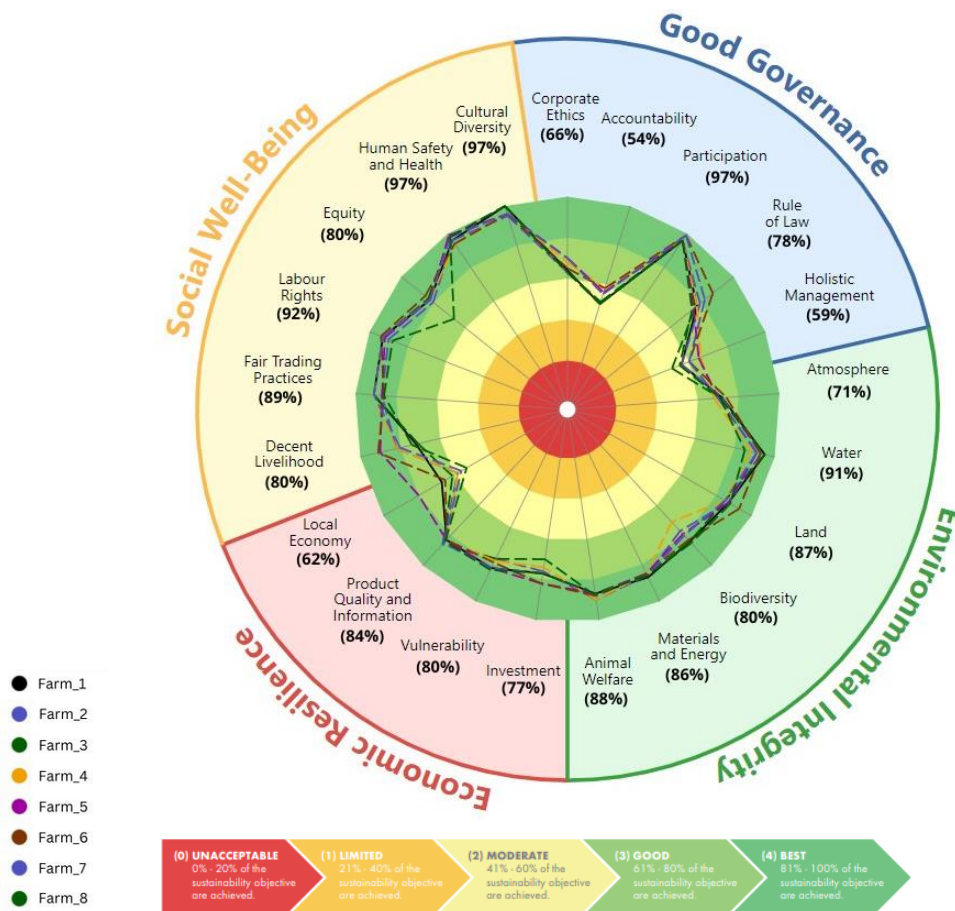 Good Governance
Corporate
Ethics
(66%)
Accountability
(54%)
Participation
(97%)
Rule
of Law
(78%)
Holistic
Management
(59%)
Environmental Integrity
Atmosphere
(71%)
Water
(91%)
Land
(87%)
Biodiversity
(80%)
Materials
and Energy
(86%)
Animal
Welfare
(88%)
Economic Resilience
Investment
(77%)
Vulnerability
(80%)
Product
Quality and
Information
(84%)
Local
Economy
(62%)
Social Well-Being
Decent
Livelihood
(80%)
Fair Trading
Practices
(89%)
Labour
Rights
(92%)
Equity
(80%)
Human Safety
and Health
(97%)
Cultural
Diversity
(97%)
Farm_1
Farm_2
Farm_3
Farm_4
Farm_5
Farm_6
Farm_7
Farm_8
(0) UNACCEPTABLE
0% - 20% of the
sustainability objective
are achieved.
(1) LIMITED
21% - 40% of the
sustainability objective
are achieved.
(2) MODERATE
41% - 60% of the
sustainability objective
are achieved.
(3) GOOD
61% - 80% of the
sustainability objective
are achieved.
(4) BEST
81% - 100% of the
sustainability objective
are achieved.